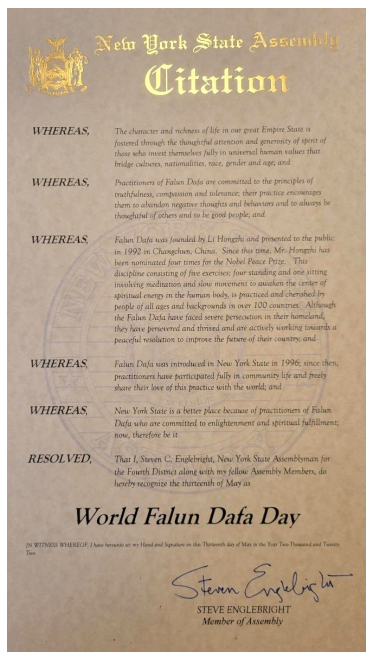 New York State Assembly
Citation
WHEREAS,
The character and richness of life in our great Empire State is
fostered through the thoughtful attention and generosity of spirit of
those who invest themselves fully in universal human values that
bridge cultures, nationalities, race, gender and age; and
WHEREAS,
Practitioners of Falun Dafa are committed to the principles of
truthfulness, compassion and tolerance; their practice encourages
them to abandon negative thoughts and behaviors and to always be
thoughtful of others and to be good people; and
WHEREAS,
Falun Dafa was founded by Li Hongzhi and presented to the public
in 1992 in Changchun, China. Since this time, Mr. Hongzhi has
been nominated four times for the Nobel Peace Prize. This
discipline consisting of five exercises; four standing and one sitting
involving meditation and slow movement to awaken the center of
spiritual energy in the human body, is practiced and cherished by
people of all ages and backgrounds in over 100 countries. Although
the Falun Dafa have faced severe persecution in their homeland,
they have persevered and thrived and are actively working towards a
peaceful resolution to improve the future of their country; and
WHEREAS,
Falun Dafa was introduced in New York State in 1996; since then,
practitioners have participated fully in community life and freely
share their love of this practice with the world; and
WHEREAS,
New York State is a better place because of practitioners of Falun
Dafa who are committed to enlightenment and spiritual fulfillment;
now, therefore be it
RESOLVED,
That I, Steven C. Englebright, New York State Assemblyman for
the Fourth District along with my fellow Assembly Members, do
hereby recognize the thirteenth of May as
World Falun Dafa Day
IN WITNESS WHEREOF, I have hereunto set my Hand and Signature on this Thirteenth day of May in the Year Two Thousand and Twenty
Two
Steven Englebright
STEVE ENGLEBRIGHT
Member of Assembly